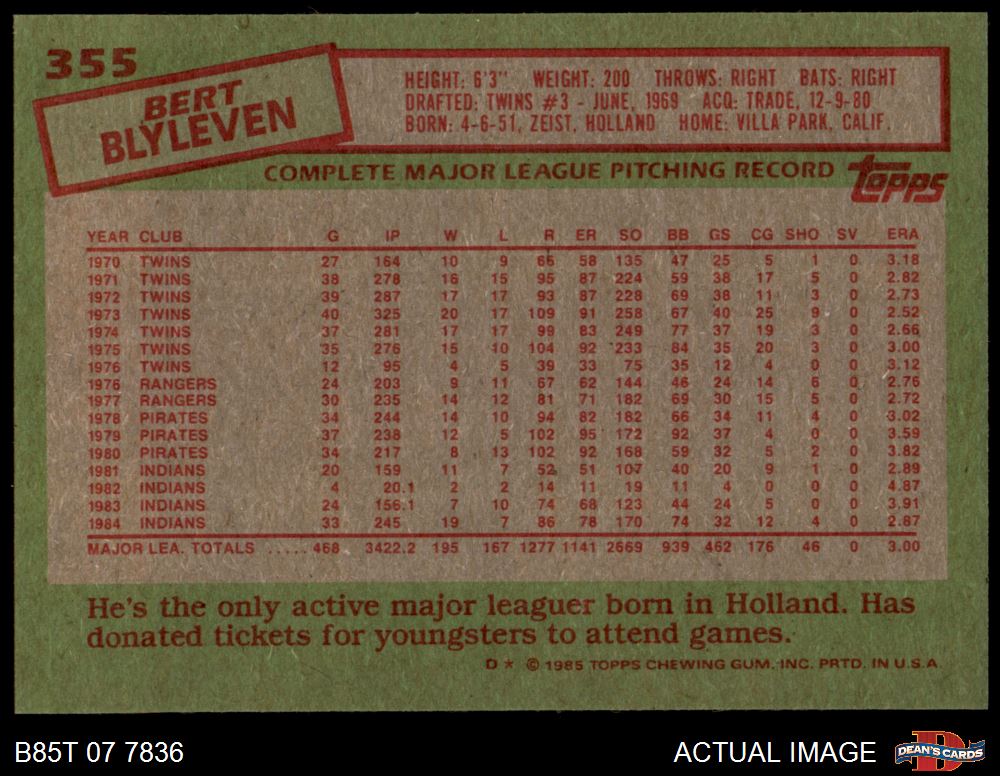 355
BERT
BLYLEVEN
HEIGHT: 6'3" WEIGHT: 200 THROWS: RIGHT BATS: RIGHT
DRAFTED: TWINS #3 - JUNE, 1969 ACQ: TRADE, 12-9-80
BORN: 4-6-51, ZEIST, HOLLAND HOME: VILLA PARK, CALIF.
COMPLETE MAJOR LEAGUE PITCHING RECORD topps
YEAR CLUB G IP W L R ER SO BB GS CG SHO SV ERA
1970 TWINS 27 164 10 9 66 58 135 47 25 5 1 0 3.18
1971 TWINS 38 278 16 15 95 87 224 59 38 17 5 0 2.82
1972 TWINS 39 287 17 17 93 87 228 69 38 11 3 0 2.73
1973 TWINS 40 325 20 17 109 91 258 67 40 25 9 0 2.52
1974 TWINS 37 281 17 17 99 83 249 77 37 19 3 0 2.66
1975 TWINS 35 276 15 10 104 92 233 84 35 20 3 0 3.00
1976 TWINS 12 95 4 5 39 33 75 35 12 4 0 0 3.12
1976 RANGERS 24 203 9 11 67 62 144 46 24 14 6 0 2.76
1977 RANGERS 30 235 14 12 81 71 182 69 30 15 5 0 2.72
1978 PIRATES 34 244 14 10 94 82 182 66 34 11 4 0 3.02
1979 PIRATES 37 238 12 5 102 95 172 92 37 4 0 0 3.59
1980 PIRATES 34 217 8 13 102 92 168 59 32 5 2 0 3.82
1981 INDIANS 20 159 11 7 52 51 107 40 20 9 1 0 2.89
1982 INDIANS 4 20.1 2 2 14 11 19 11 4 0 0 0 4.87
1983 INDIANS 24 156.1 7 10 74 68 123 44 24 5 0 0 3.91
1984 INDIANS 33 245 19 7 86 78 170 74 32 12 4 0 2.87
MAJOR LEA. TOTALS ..... 468 3422.2 195 167 1277 1141 2669 939 462 176 46 0 3.00
He's the only active major leaguer born in Holland. Has
donated tickets for youngsters to attend games.
D * © 1985 TOPPS CHEWING GUM, INC. PRTD. IN U.S.A.
B85T 07 7836 ACTUAL IMAGE DEAN'S CARDS